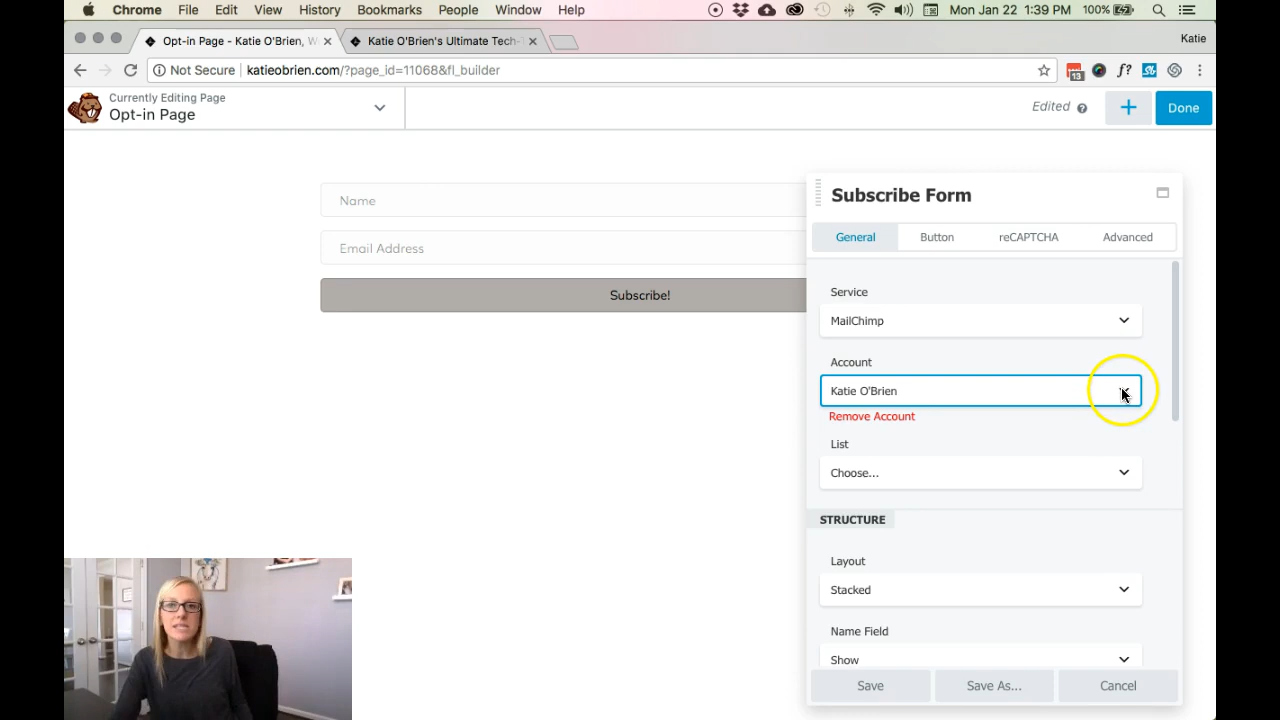 Chrome File Edit View History Bookmarks People Window Help Mon Jan 22 1:39 PM 100%
Opt-in Page - Katie O'Brien, W
Katie O'Brien's Ultimate Tech-
Katie
Not Secure katieobrien.com/?page_id=11068&fl_builder
13
f?
Currently Editing Page
Opt-in Page
Edited
Done
Name
Email Address
Subscribe!
Subscribe Form
General Button reCAPTCHA Advanced
Service
MailChimp
Account
Katie O'Brien
Remove Account
List
Choose...
STRUCTURE
Layout
Stacked
Name Field
Show
Save Save As... Cancel